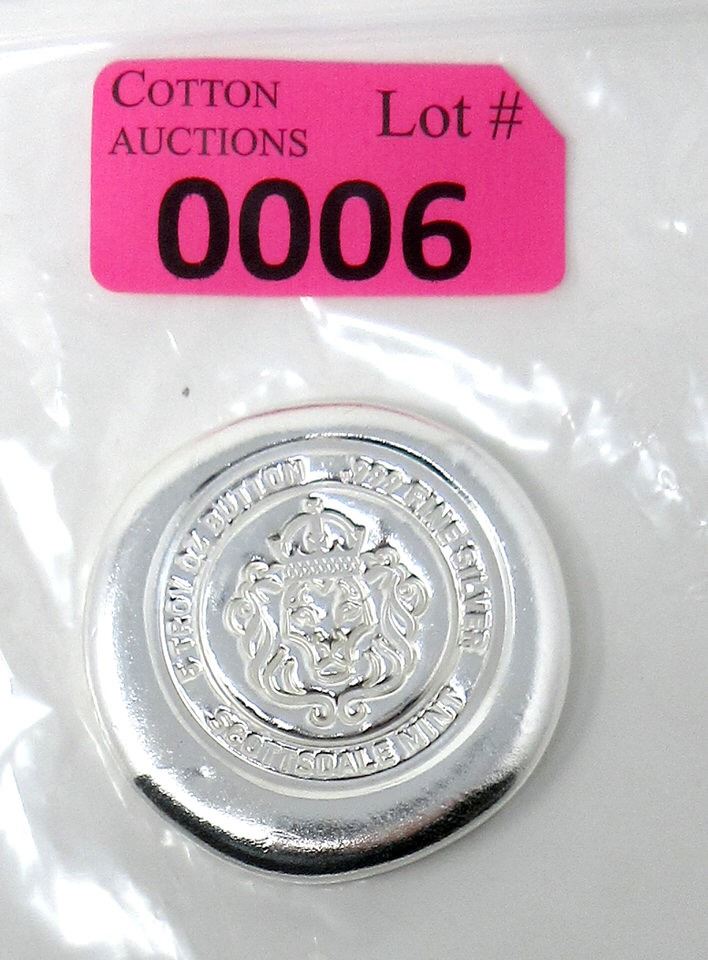 COTTON
AUCTIONS
Lot #
0006
5 TROY OZ BUTTON .999 FINE SILVER
SCOTTSDALE MINT